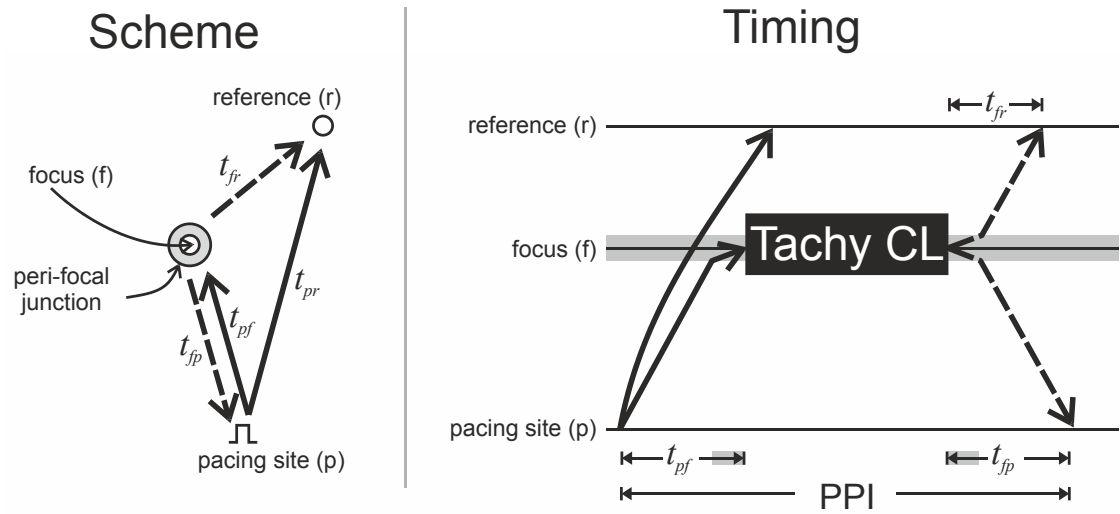 Scheme
reference (r)
t_fr
focus (f)
peri-focal
junction
t_pr
t_pf
t_fp
pacing site (p)
Timing
t_fr
reference (r)
focus (f)
Tachy CL
pacing site (p)
t_pf
t_fp
PPI